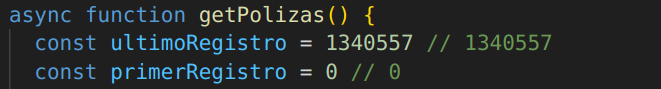 async function getPolizas() {
const ultimoRegistro = 1340557 // 1340557
const primerRegistro = 0 // 0